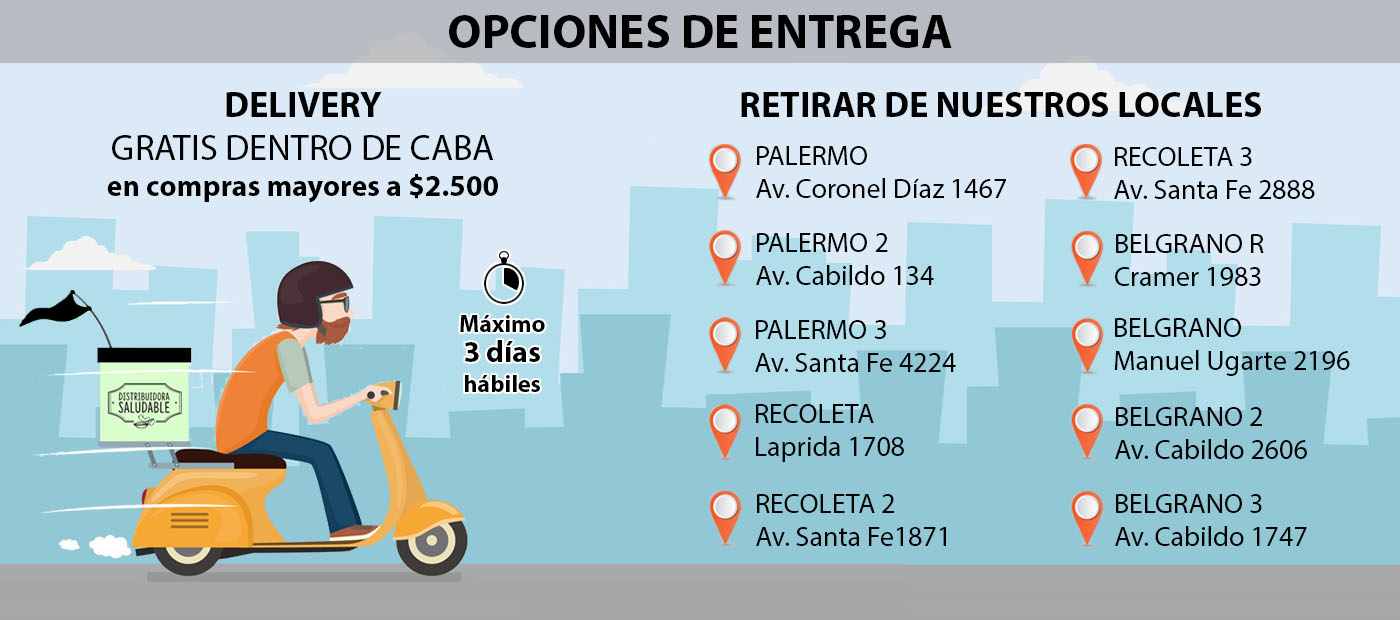 OPCIONES DE ENTREGA
DELIVERY
GRATIS DENTRO DE CABA
en compras mayores a $2.500
Máximo
3 días
hábiles
DISTRIBUIDORA
SALUDABLE
RETIRAR DE NUESTROS LOCALES
PALERMO
Av. Coronel Díaz 1467
PALERMO 2
Av. Cabildo 134
PALERMO 3
Av. Santa Fe 4224
RECOLETA
Laprida 1708
RECOLETA 2
Av. Santa Fe1871
RECOLETA 3
Av. Santa Fe 2888
BELGRANO R
Cramer 1983
BELGRANO
Manuel Ugarte 2196
BELGRANO 2
Av. Cabildo 2606
BELGRANO 3
Av. Cabildo 1747